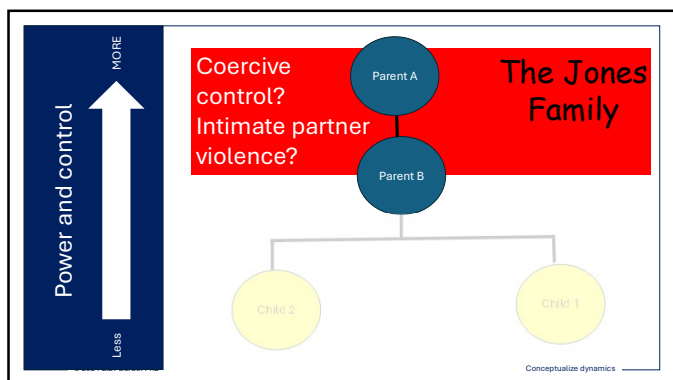 MORE
Power and control
Less
Coercive
control?
Intimate partner
violence?
Parent A
The Jones
Family
Parent B
Child 2
Child 1
Conceptualize dynamics